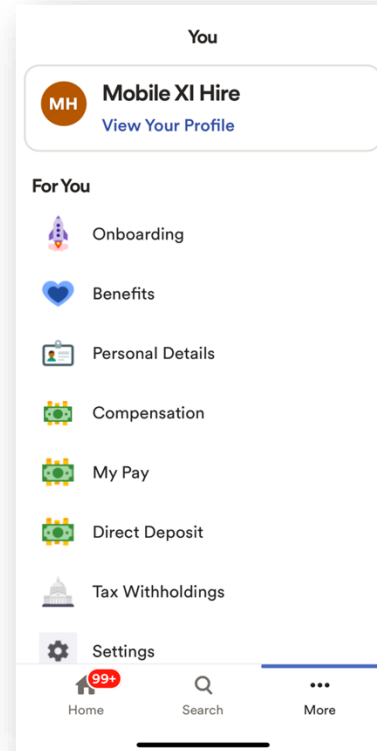 You
MH
Mobile XI Hire
View Your Profile
For You
Onboarding
Benefits
Personal Details
Compensation
My Pay
Direct Deposit
Tax Withholdings
Settings
99+
Home
Search
More